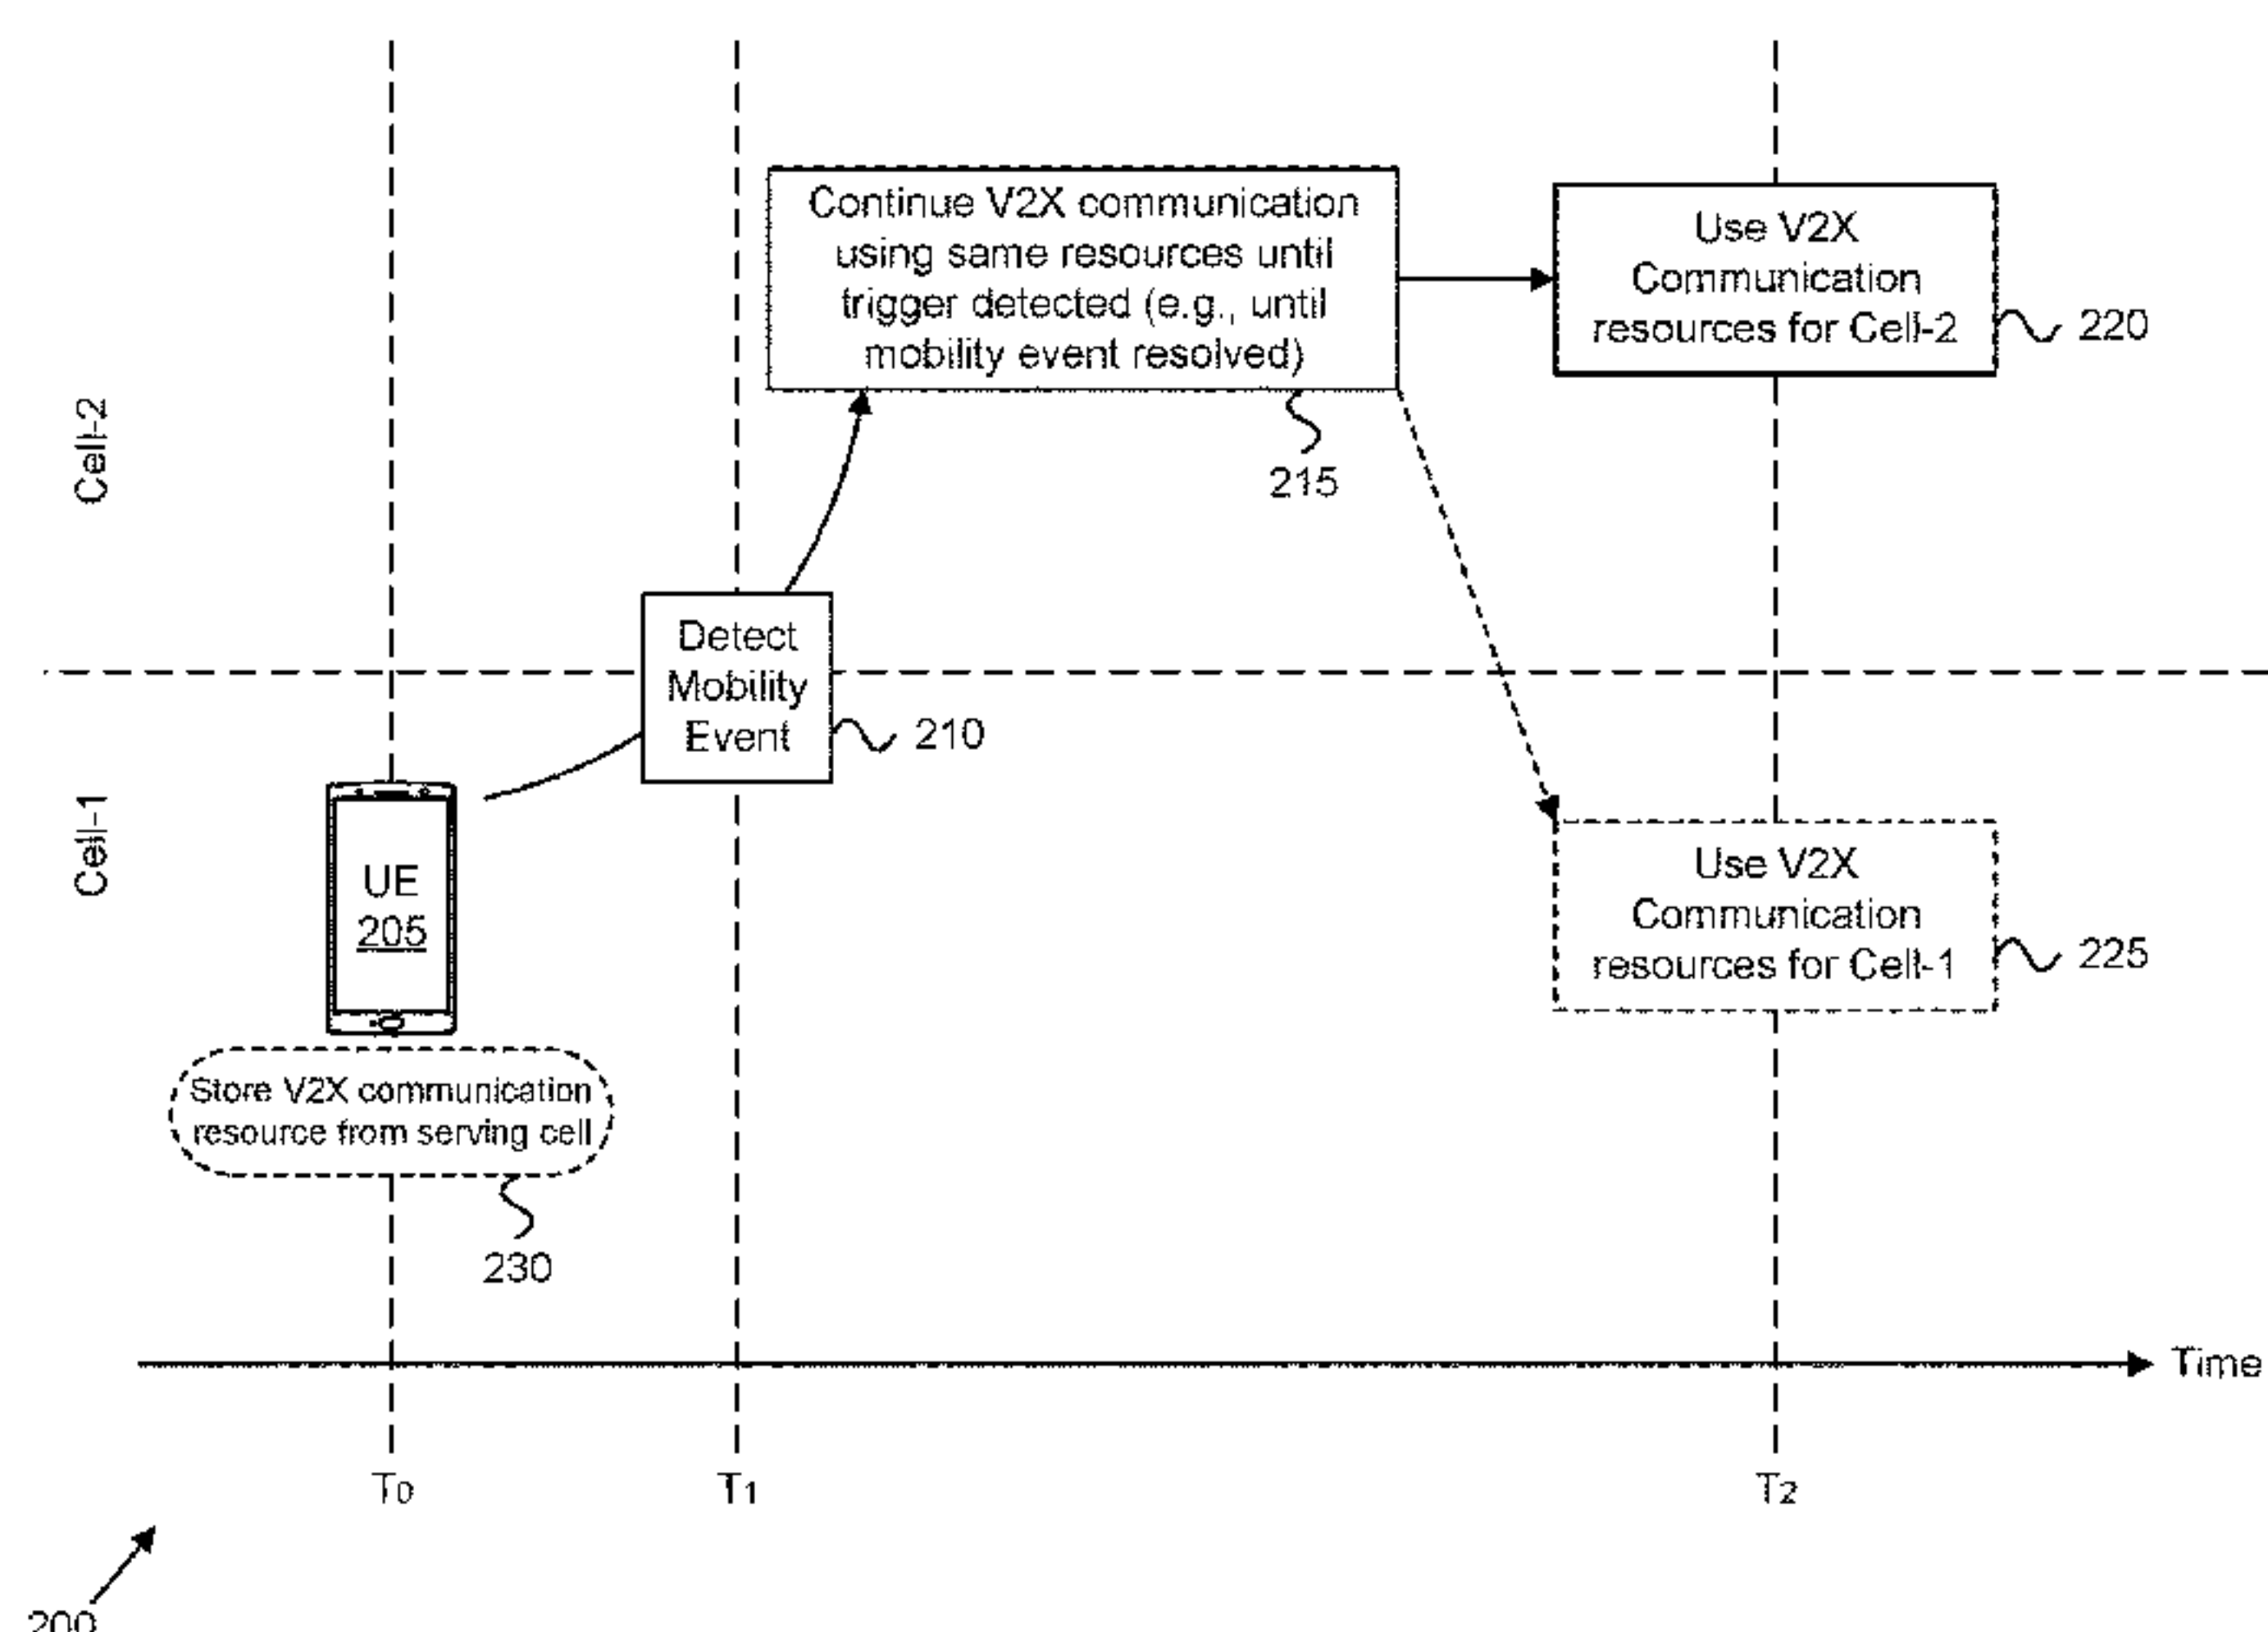 Continue V2X communication
using same resources until
trigger detected (e.g., until
mobility event resolved)
215
Use V2X
Communication
resources for Cell-2
220
Cell-2
Detect
Mobility
Event
210
Cell-1
UE
205
Use V2X
Communication
resources for Cell-1
225
Store V2X communication
resource from serving cell
230
Time
T0
T1
T2
200